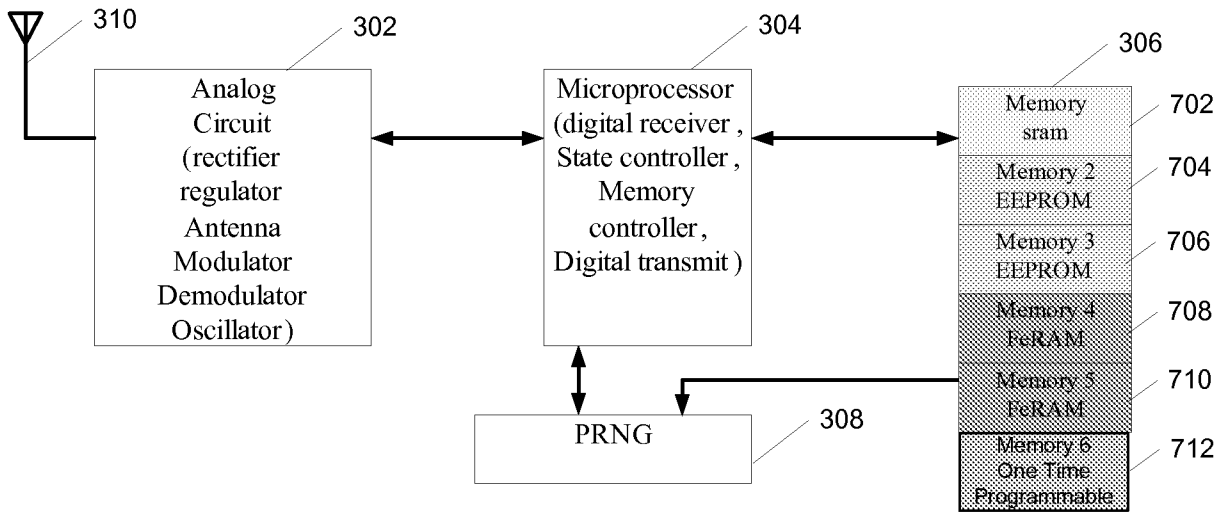 310
302
304
306
Analog
Circuit
(rectifier
regulator
Antenna
Modulator
Demodulator
Oscillator)
Microprocessor
(digital receiver ,
State controller ,
Memory
controller ,
Digital transmit )
Memory
sram
702
Memory 2
EEPROM
704
Memory 3
EEPROM
706
Memory 4
FeRAM
708
Memory 5
FeRAM
710
Memory 6
One Time
Programmable
712
PRNG
308